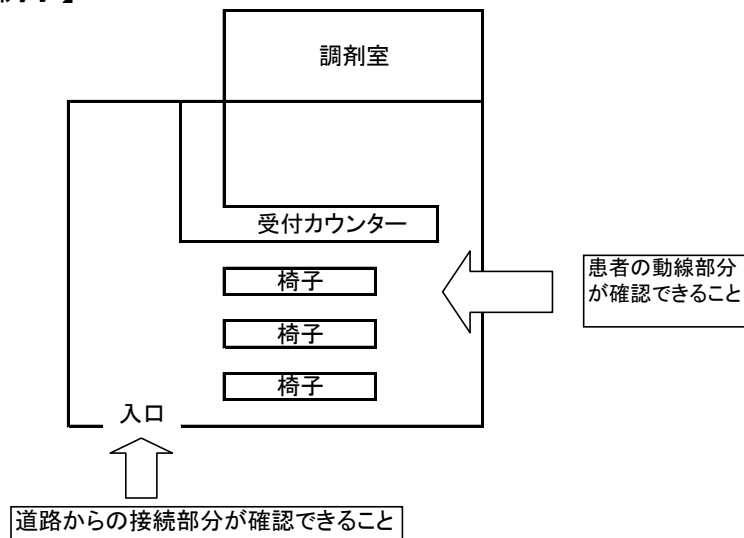 調剤室
受付カウンター
椅子
椅子
椅子
入口
患者の動線部分
が確認できること
道路からの接続部分が確認できること